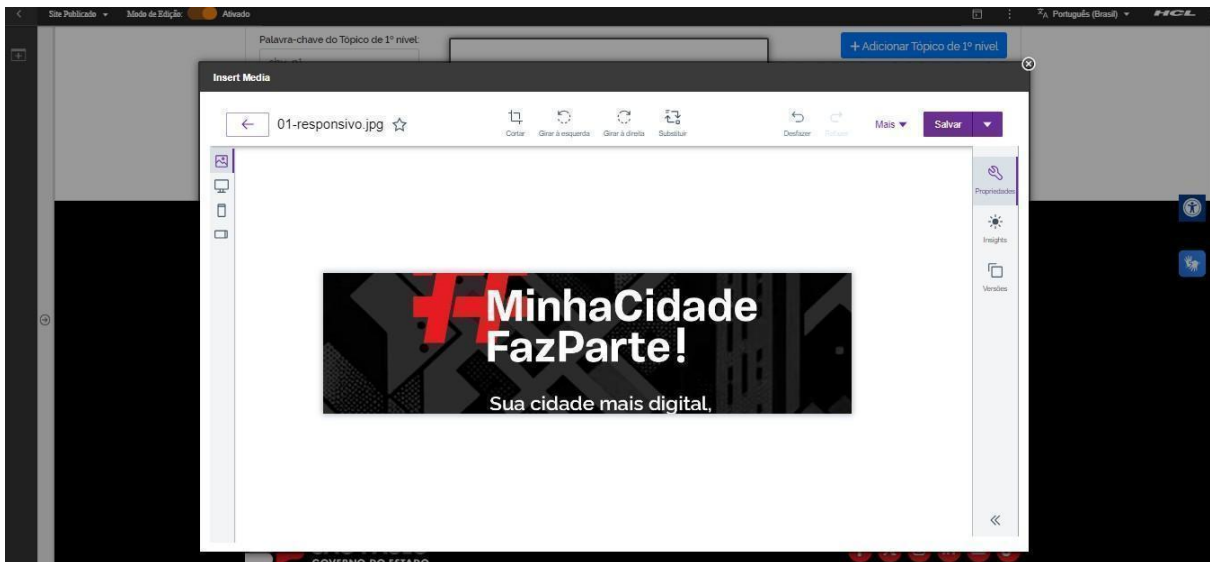 Site Publicado
Modo de Edição:
Ativado
Português (Brasil)
HCL
Palavra-chave do Tópico de 1º nível:
+ Adicionar Tópico de 1º nível
Insert Media
01-responsivo.jpg
Cortar
Girar à esquerda
Girar à direita
Substituir
Desfazer
Mais
Salvar
Propriedades
Insights
Versões
#MinhaCidade
FazParte!
Sua cidade mais digital,
GOVERNO DO ESTADO